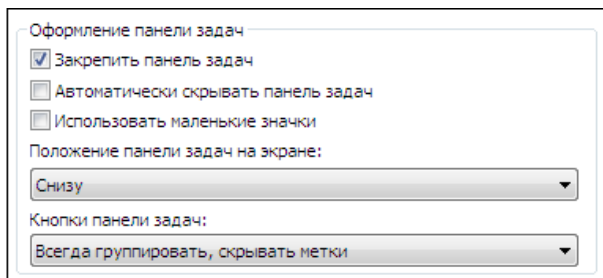 Оформление панели задач
Закрепить панель задач
Автоматически скрывать панель задач
Использовать маленькие значки
Положение панели задач на экране:
Снизу
Кнопки панели задач:
Всегда группировать, скрывать метки